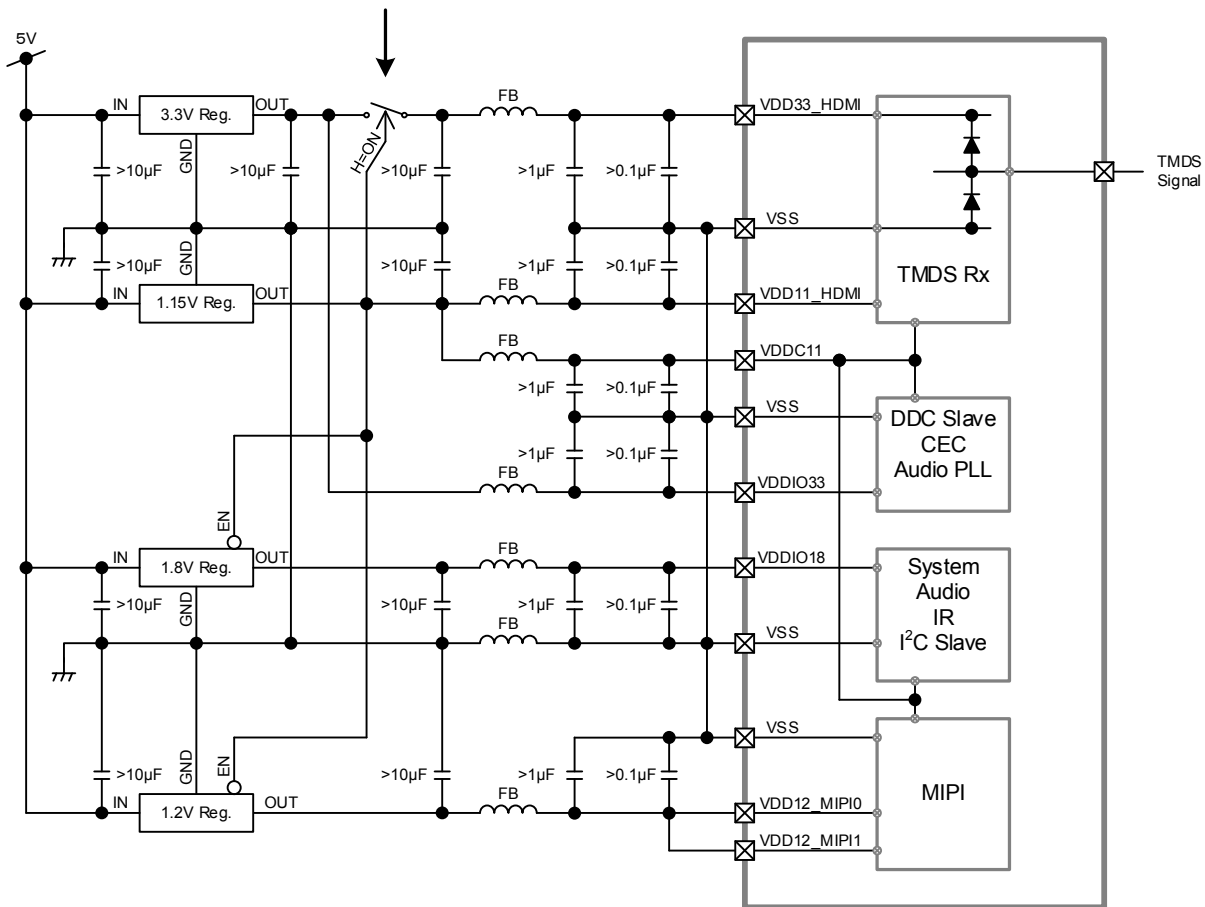 5V
IN
3.3V Reg.
OUT
FB
VDD33_HDMI
GND
>10µF
>10µF
H=ON
>10µF
>1µF
>0.1µF
TMDS
Signal
VSS
GND
>10µF
>10µF
>1µF
>0.1µF
TMDS Rx
IN
1.15V Reg.
OUT
FB
VDD11_HDMI
FB
VDDC11
>1µF
>0.1µF
VSS
DDC Slave
CEC
Audio PLL
>1µF
>0.1µF
FB
VDDIO33
EN
IN
1.8V Reg.
OUT
FB
VDDIO18
System
Audio
IR
I²C Slave
GND
>10µF
>10µF
>1µF
>0.1µF
FB
VSS
VSS
GND
EN
>10µF
>10µF
>1µF
>0.1µF
MIPI
IN
1.2V Reg.
OUT
FB
VDD12_MIPI0
VDD12_MIPI1